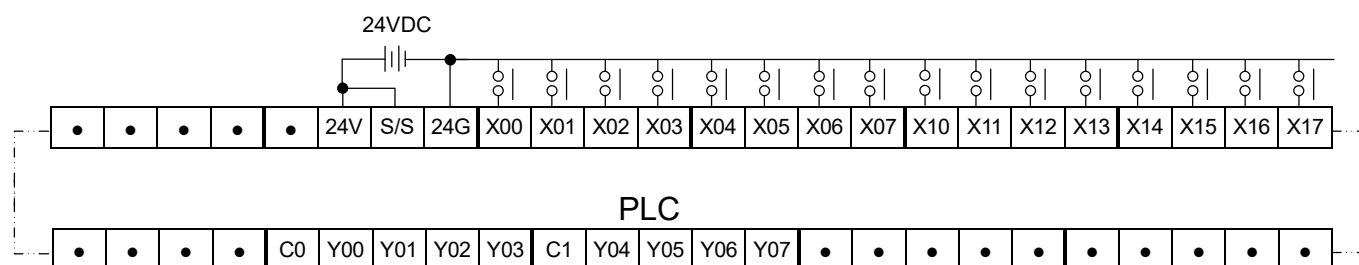 24VDC
24V S/S 24G X00 X01 X02 X03 X04 X05 X06 X07 X10 X11 X12 X13 X14 X15 X16 X17
PLC
C0 Y00 Y01 Y02 Y03 C1 Y04 Y05 Y06 Y07